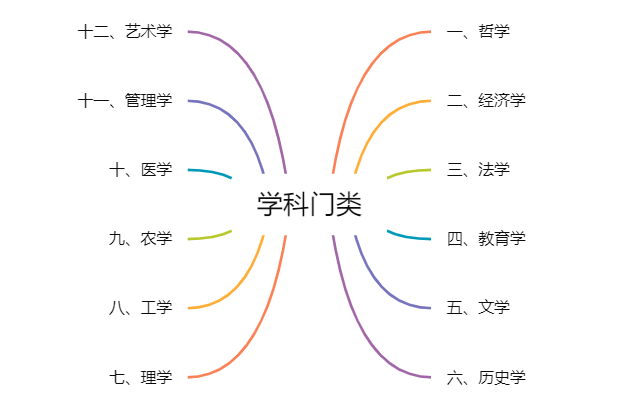 学科门类
一、哲学
二、经济学
三、法学
四、教育学
五、文学
六、历史学
七、理学
八、工学
九、农学
十、医学
十一、管理学
十二、艺术学